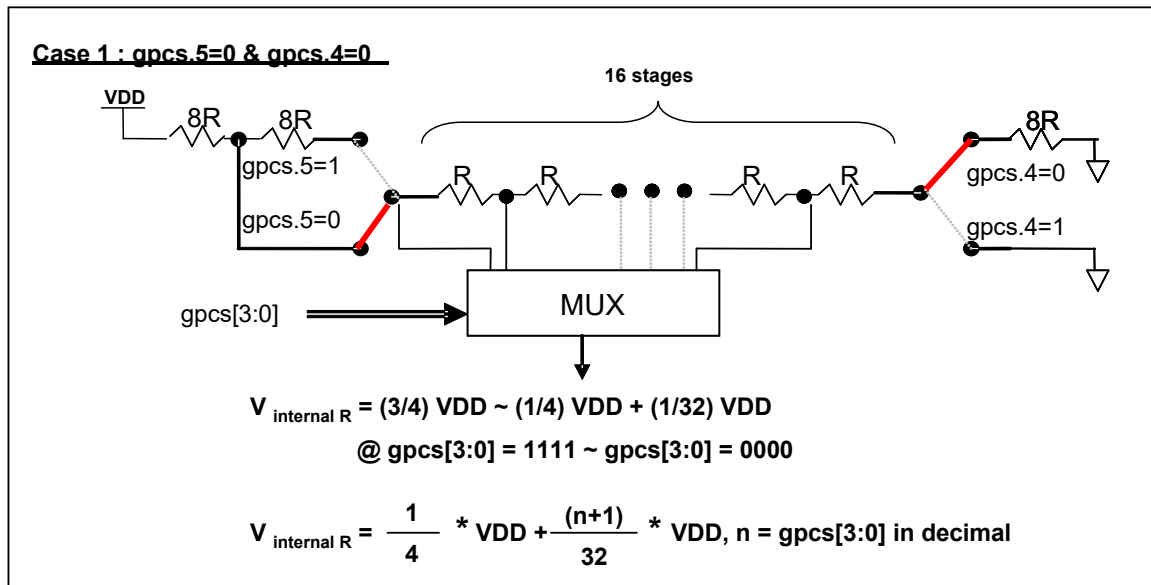 Case 1 : gpcs.5=0 & gpcs.4=0
16 stages
VDD
8R
8R
8R
gpcs.5=1
R
R
R
R
gpcs.4=0
gpcs.5=0
gpcs.4=1
gpcs[3:0]
MUX
V internal R = (3/4) VDD ~ (1/4) VDD + (1/32) VDD
@ gpcs[3:0] = 1111 ~ gpcs[3:0] = 0000
V internal R = 1/4 * VDD + (n+1)/32 * VDD, n = gpcs[3:0] in decimal